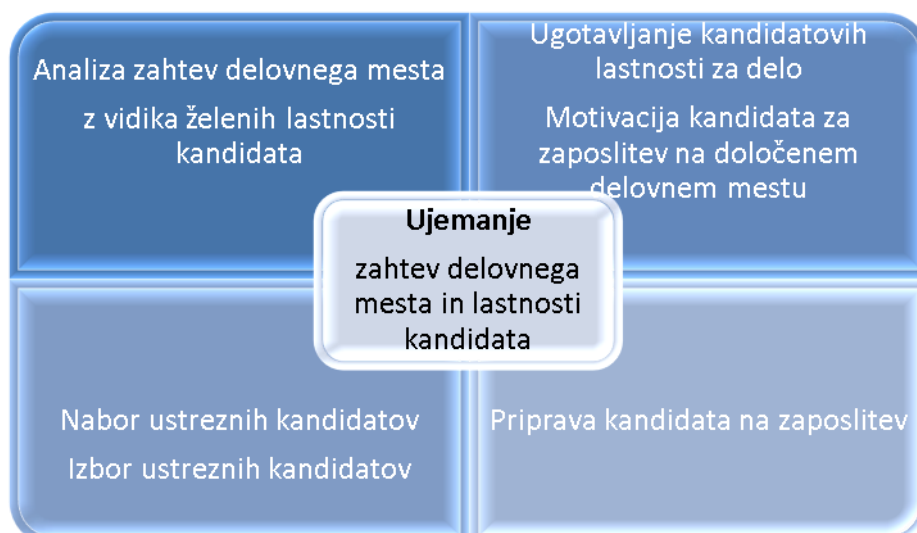 Analiza zahtev delovnega mesta
z vidika želenih lastnosti
kandidata
Ugotavljanje kandidatovih
lastnosti za delo
Motivacija kandidata za
zaposlitev na določenem
delovnem mestu
Ujemanje
zahtev delovnega
mesta in lastnosti
kandidata
Nabor ustreznih kandidatov
Izbor ustreznih kandidatov
Priprava kandidata na zaposlitev